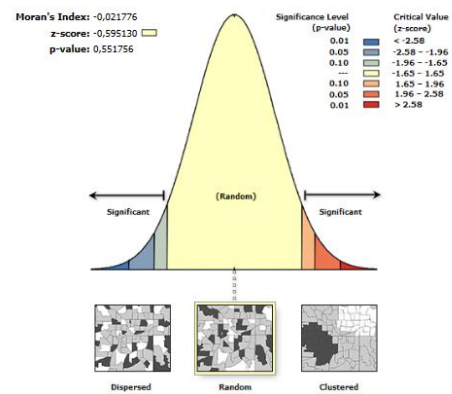 Moran's Index: -0,021776
z-score: -0,595130
p-value: 0,551756
Significance Level
(p-value)
Critical Value
(z-score)
0.01 < -2.58
0.05 -2.58 – -1.96
0.10 -1.96 – -1.65
--- -1.65 – 1.65
0.10 1.65 – 1.96
0.05 1.96 – 2.58
0.01 > 2.58
(Random)
Significant
Significant
Dispersed
Random
Clustered